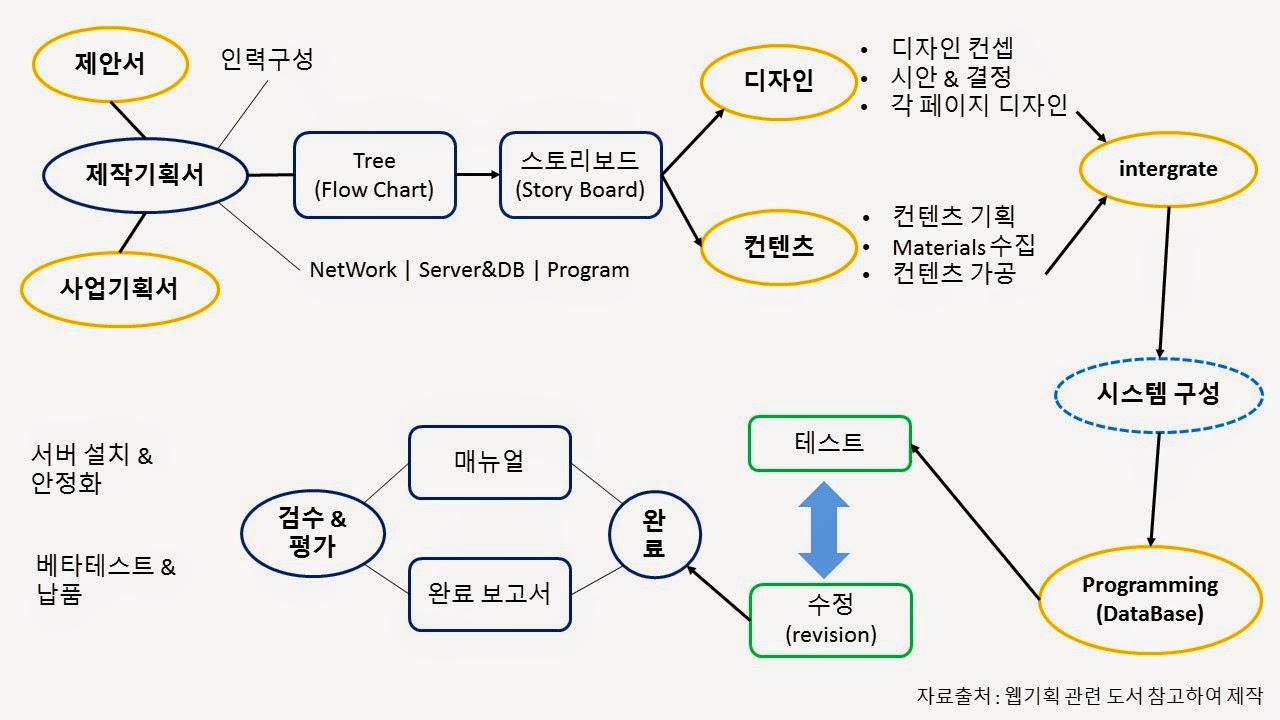 제안서
인력구성
제작기획서
사업기획서
NetWork | Server&DB | Program
Tree
(Flow Chart)
스토리보드
(Story Board)
디자인
• 디자인 컨셉
• 시안 & 결정
• 각 페이지 디자인
컨텐츠
• 컨텐츠 기획
• Materials 수집
• 컨텐츠 가공
intergrate
시스템 구성
Programming
(DataBase)
테스트
수정
(revision)
완
료
매뉴얼
완료 보고서
검수 &
평가
서버 설치 &
안정화
베타테스트 &
납품
자료출처 : 웹기획 관련 도서 참고하여 제작